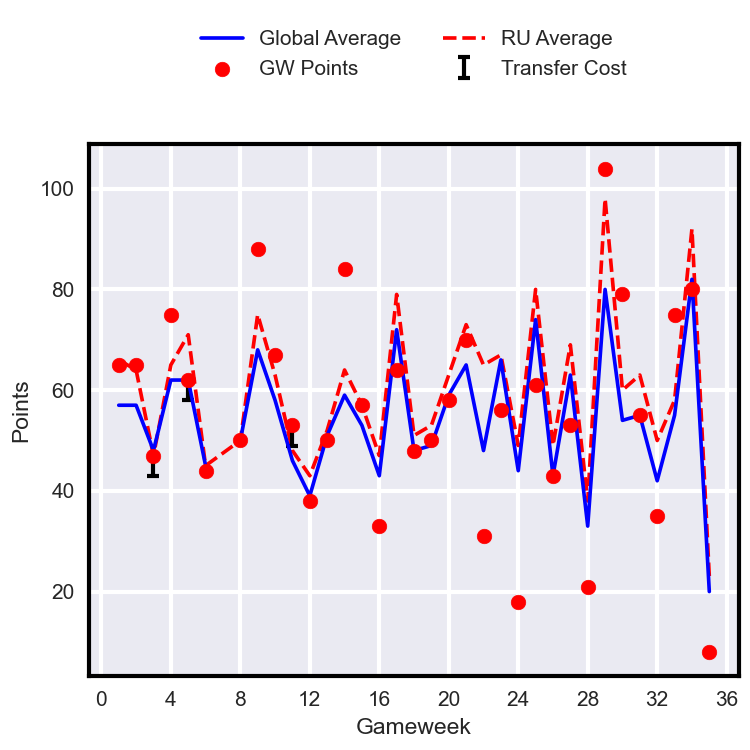 Global Average
RU Average
GW Points
Transfer Cost
100
80
60
40
20
Points
0 4 8 12 16 20 24 28 32 36
Gameweek